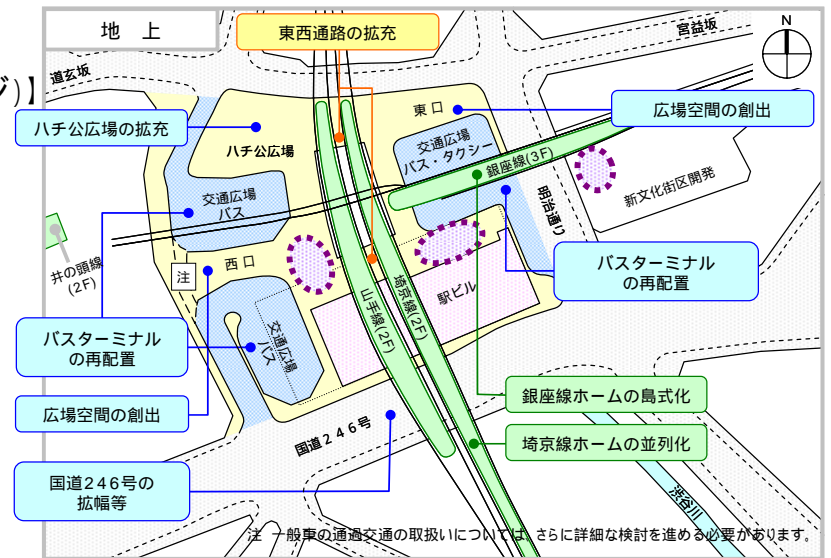 地 上
東西通路の拡充
宮益坂
N
道玄坂
ジ)】
ハチ公広場の拡充
東口
広場空間の創出
ハチ公広場
交通広場
バス・タクシー
銀座線(3F)
新文化街区開発
交通広場
バス
明治通り
井の頭線
(2F)
注
西口
バスターミナル
の再配置
駅ビル
山手線(2F)
埼京線(2F)
バスターミナル
の再配置
交通広場
バス
銀座線ホームの島式化
広場空間の創出
国道246号
埼京線ホームの並列化
国道246号の
拡幅等
渋谷川
注 一般車の通過交通の取扱いについては、さらに詳細な検討を進める必要があります。